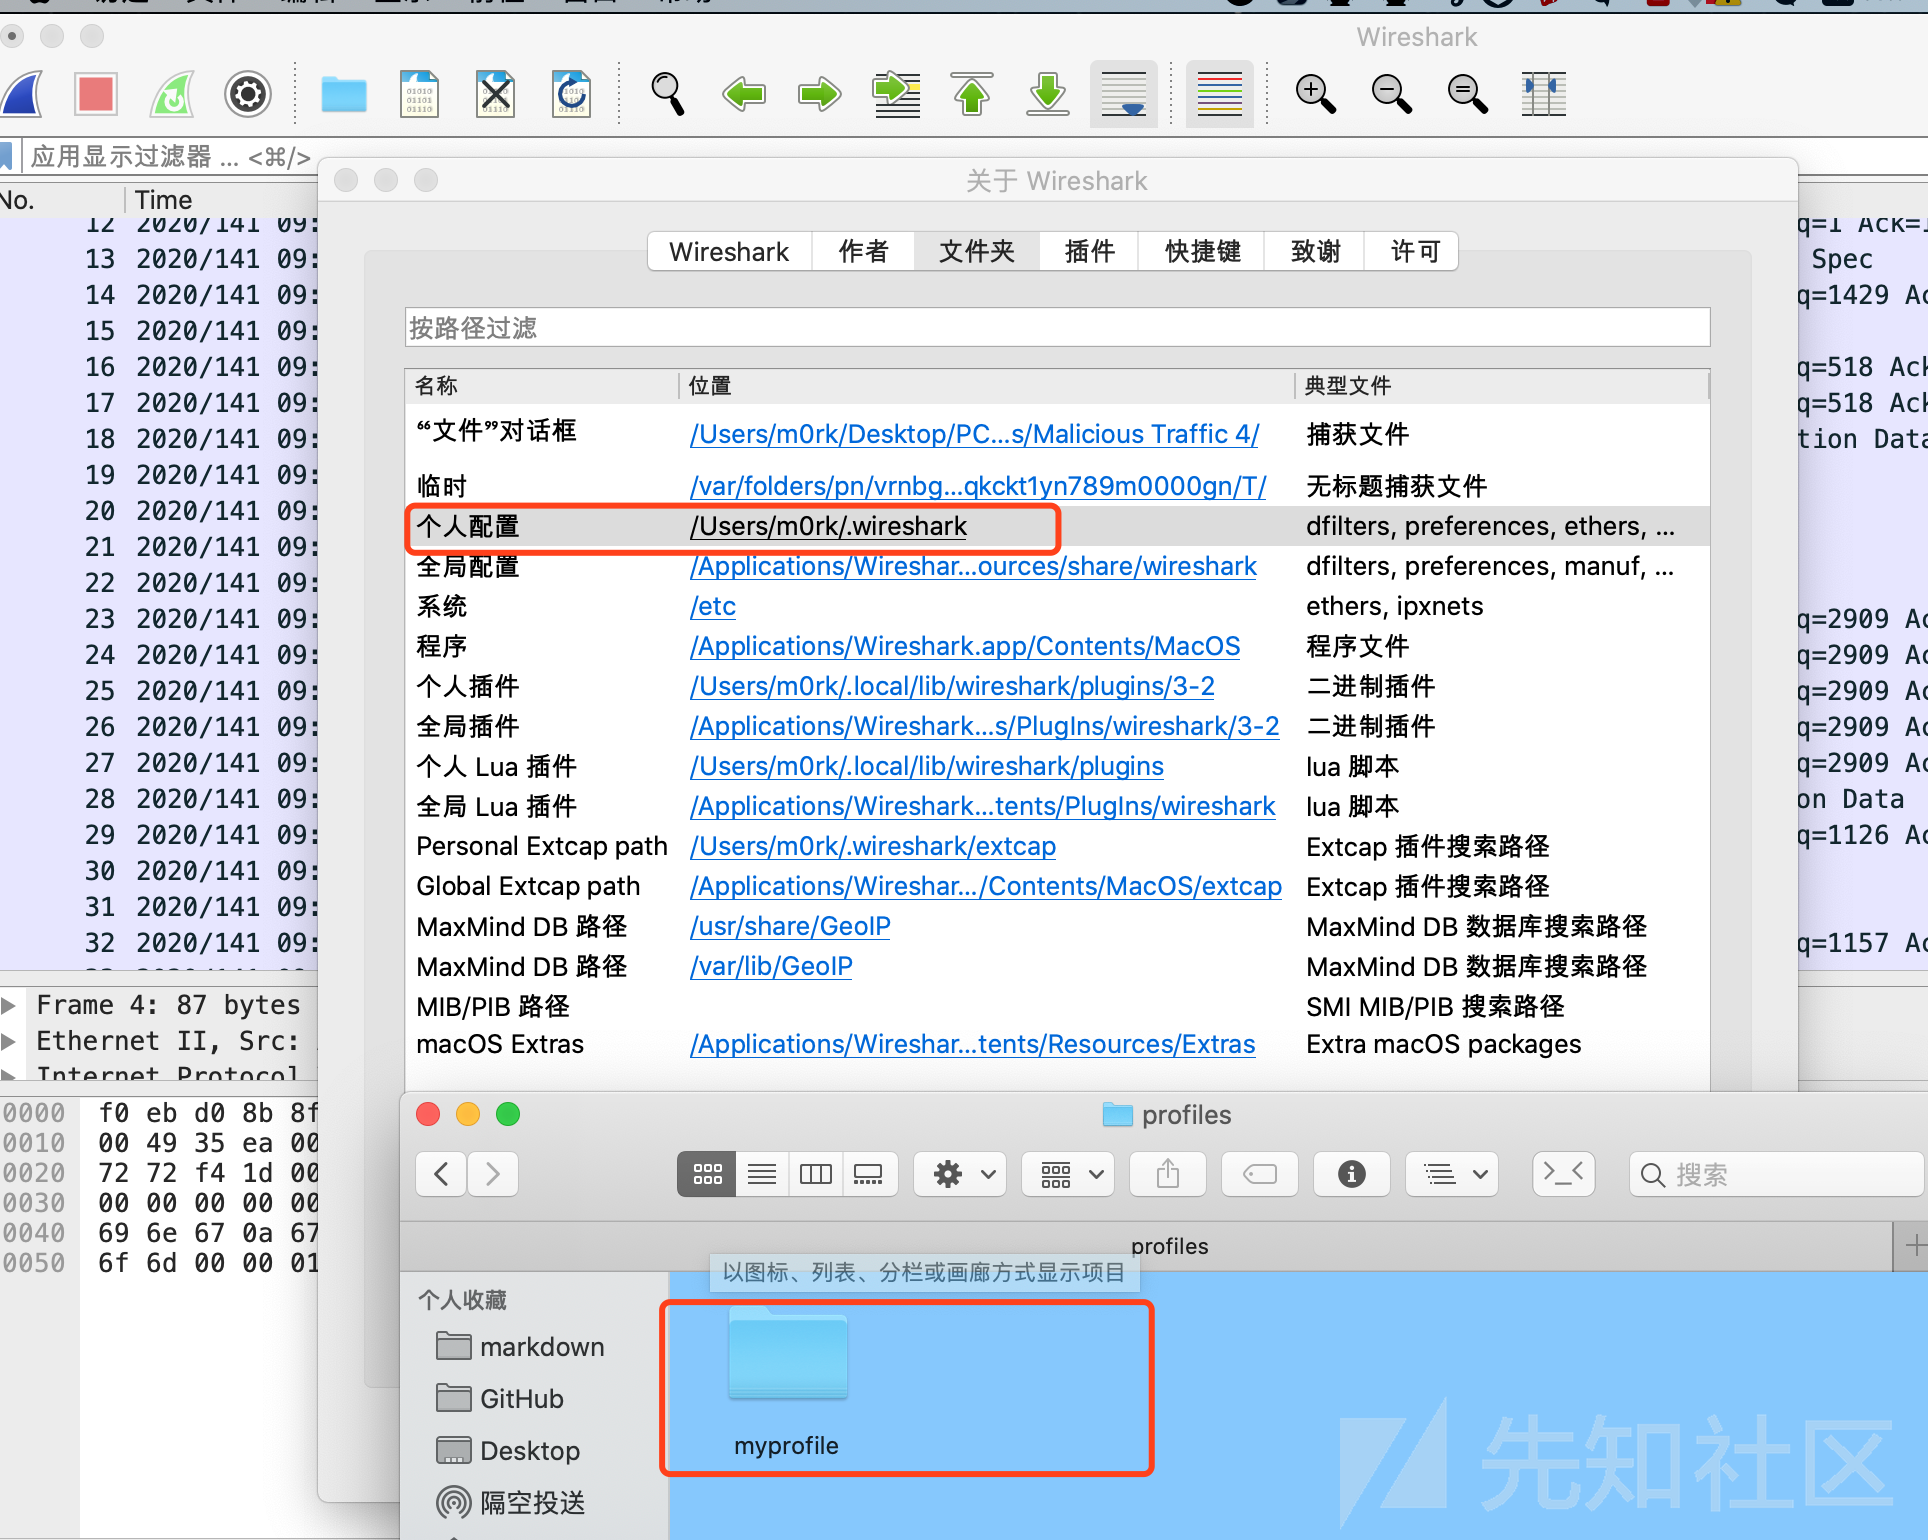 Wireshark
应用显示过滤器 ... <⌘/>
关于 Wireshark
No. Time
Wireshark 作者 文件夹 插件 快捷键 致谢 许可
按路径过滤
名称 位置 典型文件
“文件”对话框 /Users/m0rk/Desktop/PC...s/Malicious Traffic 4/ 捕获文件
临时 /var/folders/pn/vrnbg...qkckt1yn789m0000gn/T/ 无标题捕获文件
个人配置 /Users/m0rk/.wireshark dfilters, preferences, ethers, ...
全局配置 /Applications/Wireshar...ources/share/wireshark dfilters, preferences, manuf, ...
系统 /etc ethers, ipxnets
程序 /Applications/Wireshark.app/Contents/MacOS 程序文件
个人插件 /Users/m0rk/.local/lib/wireshark/plugins/3-2 二进制插件
全局插件 /Applications/Wireshark...s/PlugIns/wireshark/3-2 二进制插件
个人 Lua 插件 /Users/m0rk/.local/lib/wireshark/plugins lua 脚本
全局 Lua 插件 /Applications/Wireshark...tents/PlugIns/wireshark lua 脚本
Personal Extcap path /Users/m0rk/.wireshark/extcap Extcap 插件搜索路径
Global Extcap path /Applications/Wireshar.../Contents/MacOS/extcap Extcap 插件搜索路径
MaxMind DB 路径 /usr/share/GeoIP MaxMind DB 数据库搜索路径
MaxMind DB 路径 /var/lib/GeoIP MaxMind DB 数据库搜索路径
MIB/PIB 路径 SMI MIB/PIB 搜索路径
macOS Extras /Applications/Wireshar...tents/Resources/Extras Extra macOS packages
12 2020/141 09: q=1 Ack=
13 2020/141 09: Spec
14 2020/141 09: q=1429 Ac
15 2020/141 09:
16 2020/141 09: q=518 Ack
17 2020/141 09: q=518 Ack
18 2020/141 09: tion Data
19 2020/141 09:
20 2020/141 09:
21 2020/141 09:
22 2020/141 09:
23 2020/141 09: q=2909 Ac
24 2020/141 09: q=2909 Ac
25 2020/141 09: q=2909 Ac
26 2020/141 09: q=2909 Ac
27 2020/141 09: q=2909 Ac
28 2020/141 09: on Data
29 2020/141 09: q=1126 Ac
30 2020/141 09:
31 2020/141 09:
32 2020/141 09: q=1157 Ac
Frame 4: 87 bytes
Ethernet II, Src:
Internet Protocol
0000 f0 eb d0 8b 8f
0010 00 49 35 ea 00
0020 72 72 f4 1d 00
0030 00 00 00 00 00
0040 69 6e 67 0a 67
0050 6f 6d 00 00 01
profiles
搜索
profiles
以图标、列表、分栏或画廊方式显示项目
个人收藏
markdown
GitHub
Desktop
隔空投送
myprofile
先知社区